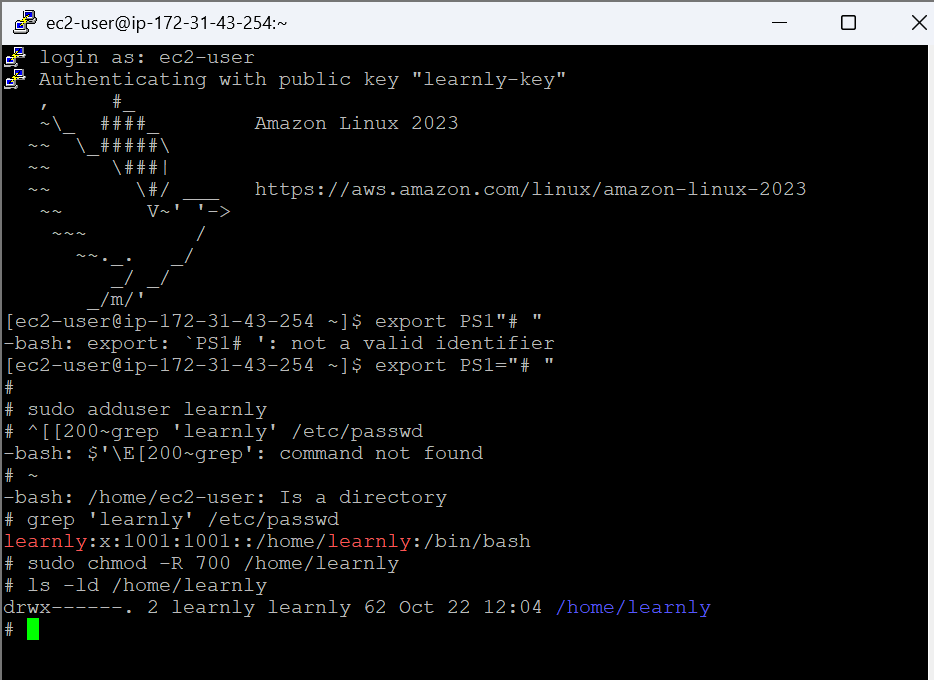 ec2-user@ip-172-31-43-254:~
login as: ec2-user
Authenticating with public key "learnly-key"
   ,     #_
   ~\_  ####_        Amazon Linux 2023
  ~~  \_#####\
  ~~     \###|
  ~~       \#/ ___   https://aws.amazon.com/linux/amazon-linux-2023
   ~~       V~' '->
    ~~~         /
      ~~._.   _/
         _/ _/
       _/m/'
[ec2-user@ip-172-31-43-254 ~]$ export PS1"# "
-bash: export: `PS1# ': not a valid identifier
[ec2-user@ip-172-31-43-254 ~]$ export PS1="# "
#
# sudo adduser learnly
# ^[[200~grep 'learnly' /etc/passwd
-bash: $'\E[200~grep': command not found
# ~
-bash: /home/ec2-user: Is a directory
# grep 'learnly' /etc/passwd
learnly:x:1001:1001::/home/learnly:/bin/bash
# sudo chmod -R 700 /home/learnly
# ls -ld /home/learnly
drwx------. 2 learnly learnly 62 Oct 22 12:04 /home/learnly
#